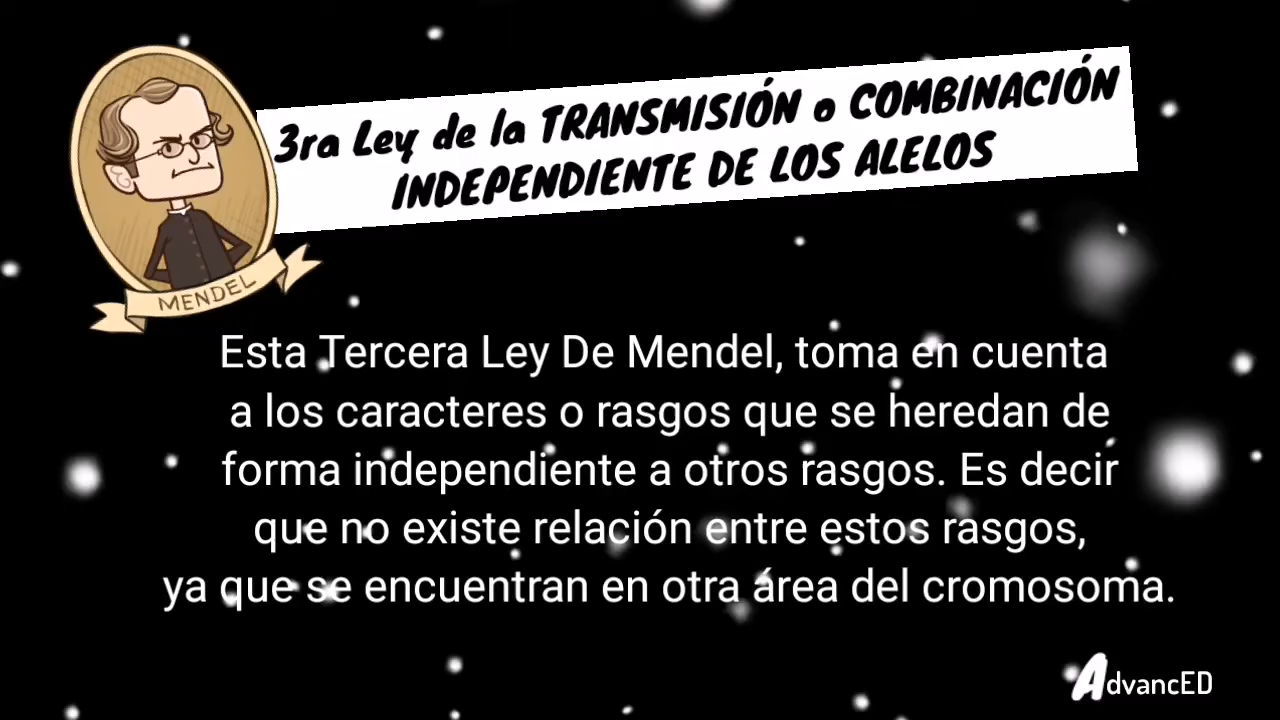 3ra Ley de la TRANSMISIÓN o COMBINACIÓN
INDEPENDIENTE DE LOS ALELOS
MENDEL
Esta Tercera Ley De Mendel, toma en cuenta
a los caracteres o rasgos que se heredan de
forma independiente a otros rasgos. Es decir
que no existe relación entre estos rasgos,
ya que se encuentran en otra área del cromosoma.
AdvancED